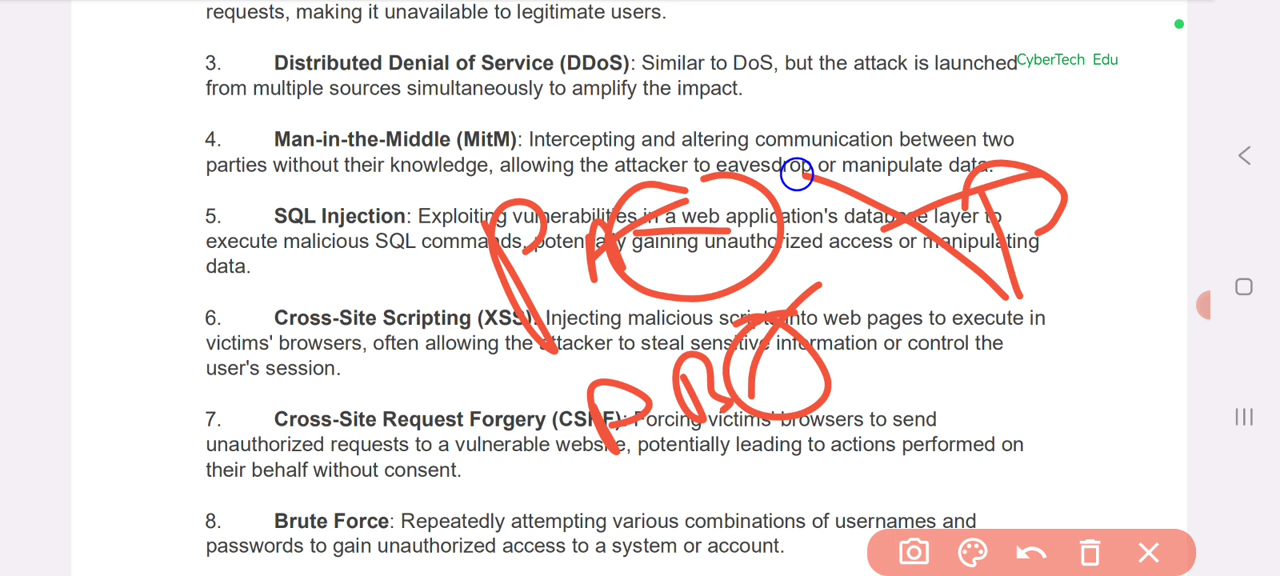 requests, making it unavailable to legitimate users.
3. Distributed Denial of Service (DDoS): Similar to DoS, but the attack is launched
CyberTech Edu
from multiple sources simultaneously to amplify the impact.
4. Man-in-the-Middle (MitM): Intercepting and altering communication between two
parties without their knowledge, allowing the attacker to eavesdrop or manipulate data.
5. SQL Injection: Exploiting vulnerabilities in a web application's database layer to
execute malicious SQL commands, potentially gaining unauthorized access or manipulating
data.
6. Cross-Site Scripting (XSS): Injecting malicious scripts into web pages to execute in
victims' browsers, often allowing the attacker to steal sensitive information or control the
user's session.
7. Cross-Site Request Forgery (CSRF): Forcing victims' browsers to send
unauthorized requests to a vulnerable website, potentially leading to actions performed on
their behalf without consent.
8. Brute Force: Repeatedly attempting various combinations of usernames and
passwords to gain unauthorized access to a system or account.